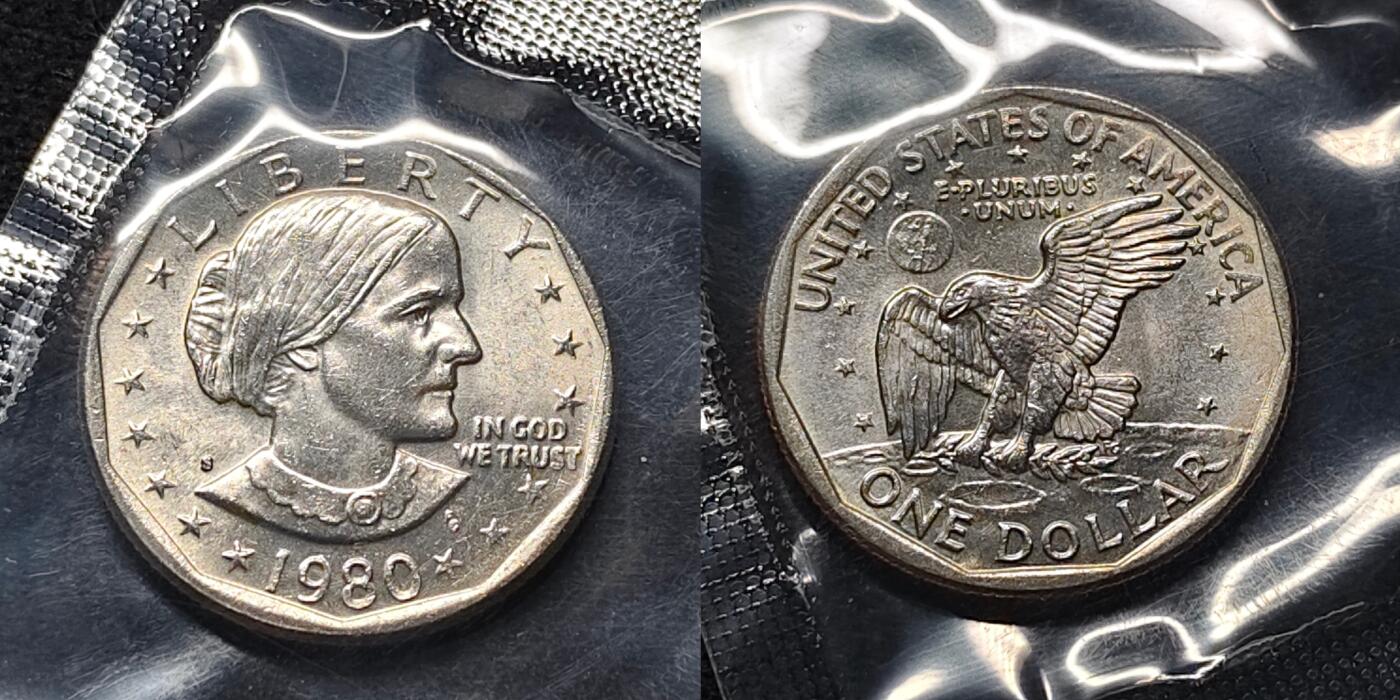 LIBERTY
IN GOD
WE TRUST
S
1980
UNITED STATES OF AMERICA
E·PLURIBUS
·UNUM·
ONE DOLLAR